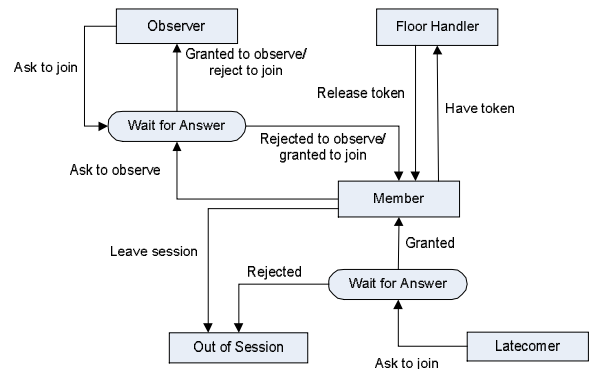 Observer
Floor Handler
Ask to join
Granted to observe/
reject to join
Release token
Have token
Wait for Answer
Rejected to observe/
granted to join
Ask to observe
Member
Leave session
Granted
Rejected
Wait for Answer
Out of Session
Latecomer
Ask to join